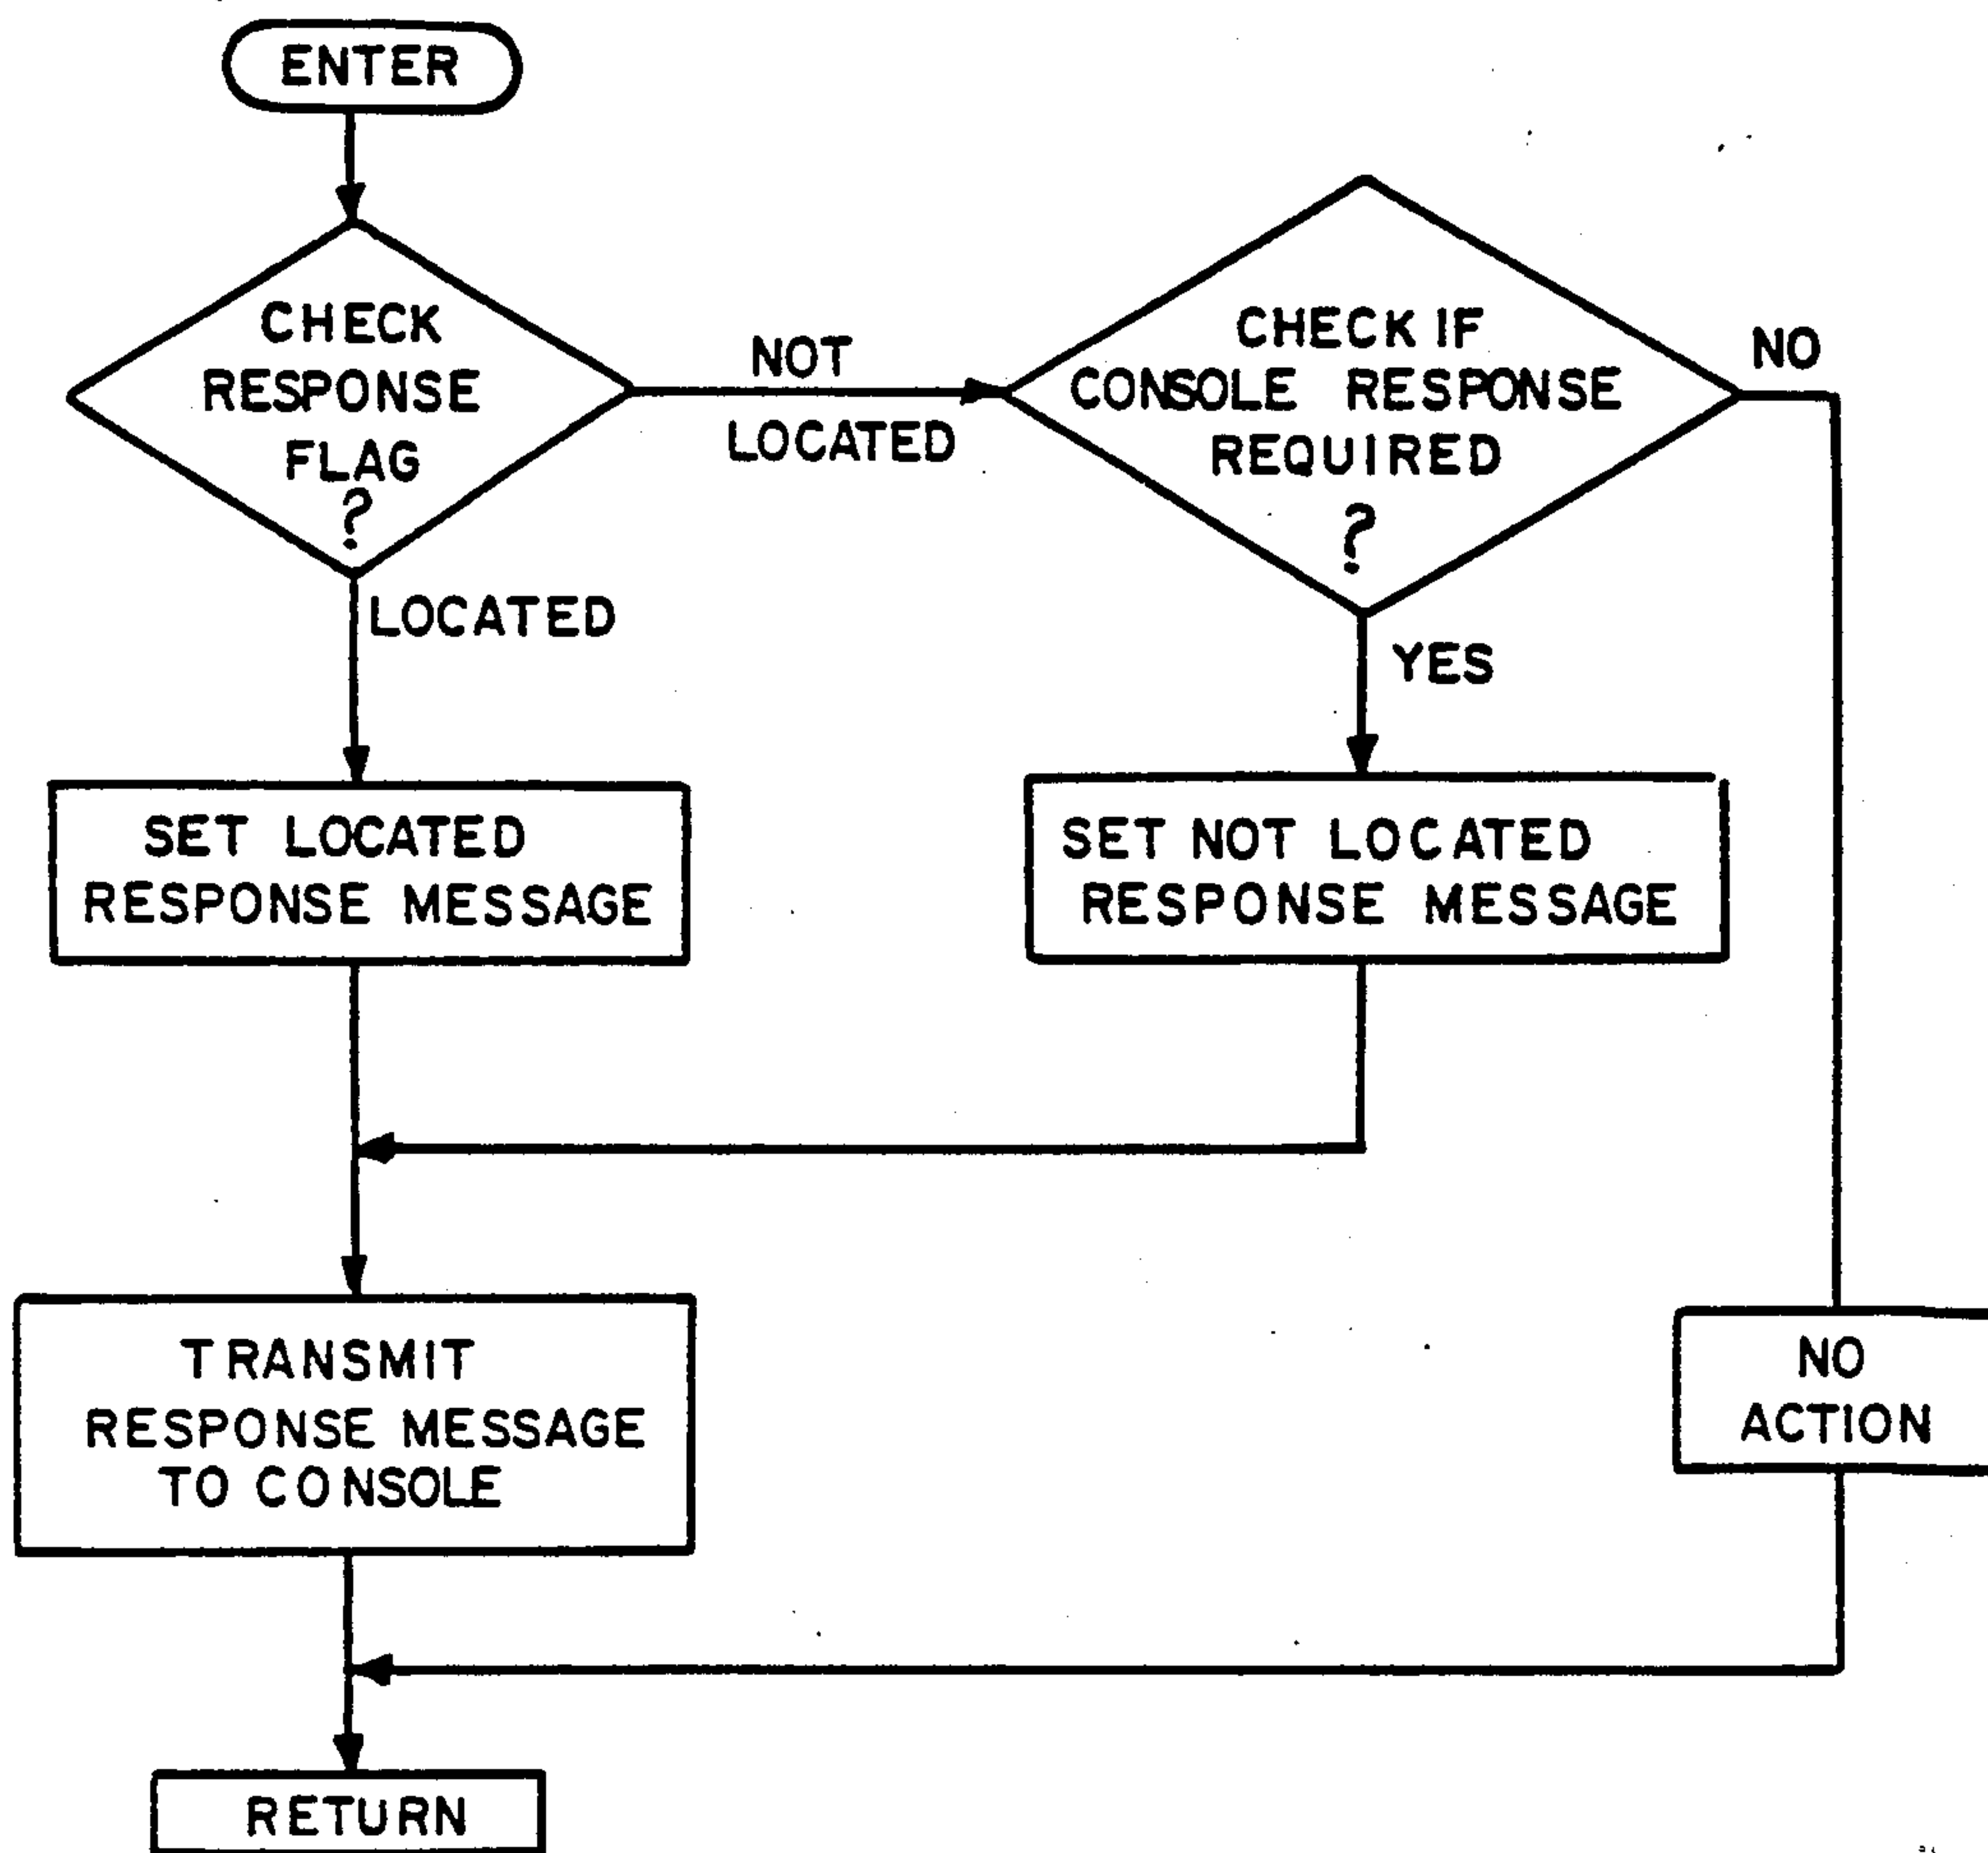 ENTER
CHECK
RESPONSE
FLAG
?
NOT
LOCATED
CHECK IF
CONSOLE RESPONSE
REQUIRED
?
NO
LOCATED
YES
SET LOCATED
RESPONSE MESSAGE
SET NOT LOCATED
RESPONSE MESSAGE
TRANSMIT
RESPONSE MESSAGE
TO CONSOLE
NO
ACTION
RETURN